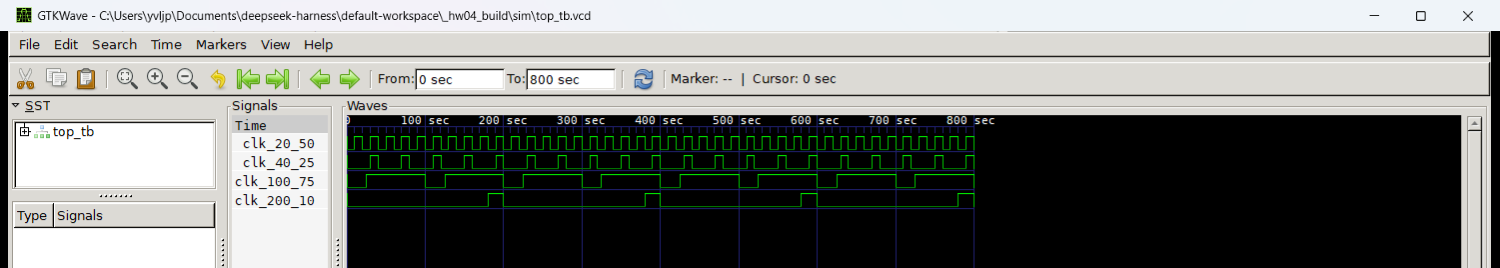 GTKWave - C:\Users\yvljp\Documents\deepseek-harness\default-workspace\_hw04_build\sim\top_tb.vcd
File Edit Search Time Markers View Help
From: 0 sec To: 800 sec Marker: -- | Cursor: 0 sec
SST
top_tb
Type Signals
Signals
Time
clk_20_50
clk_40_25
clk_100_75
clk_200_10
Waves
0 100 sec 200 sec 300 sec 400 sec 500 sec 600 sec 700 sec 800 sec